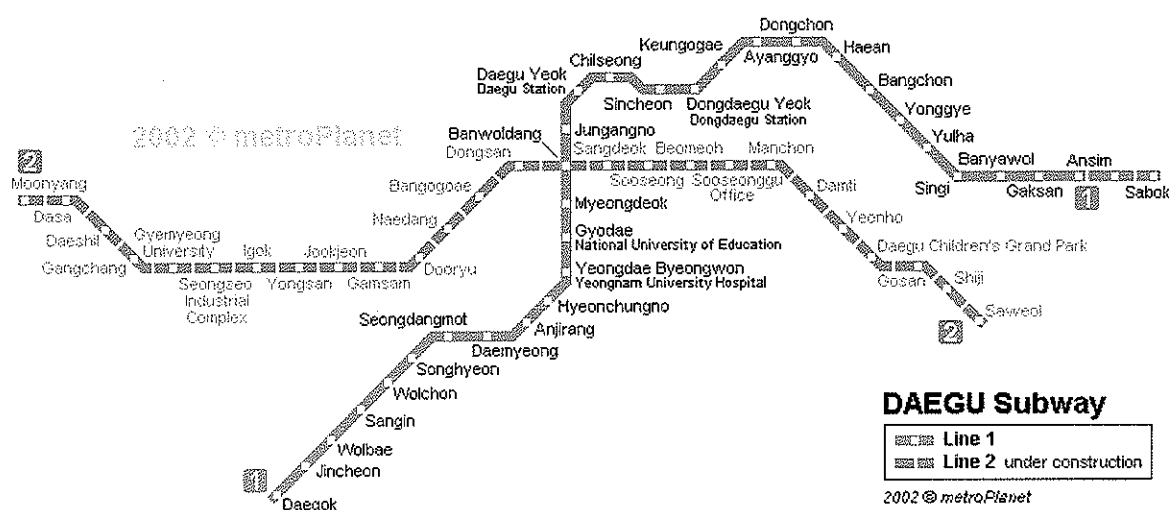 Dongchon
Keungogae
Ayanggyo
Haean
Chilseong
Daegu Yeok
Daegu Station
Bangchon
Sincheon
Dongdaegu Yeok
Dongdaegu Station
Yonggye
2002 © metroPlanet
Jungangno
Yulha
Banwoldang
Dongsan
Sangdeok
Beomeoh
Manchon
Banyawol
Ansim
2
Moonyang
Bangogoae
Sooseong
Sooseonggu
Office
Damti
Singi
Gaksan
1
Sabok
Dasa
Myeongdeok
Naedang
Yeonho
Daeshil
Gyemyeong
University
Gyodae
National University of Education
Daegu Children's Grand Park
Gangchang
Igok
Jookjeon
Dooryu
Yeongdae Byeongwon
Yeungnam University Hospital
Gosan
Shiji
Seongzeo
Industrial
Complex
Yongsan
Gamsam
Hyeonchungno
Saweol
Seongdangmot
Anjirang
2
Daemyeong
Songhyeon
Wolchon
Sangin
DAEGU Subway
Line 1
Line 2 under construction
Wolbae
1
Jincheon
Daegok
2002 © metroPlanet